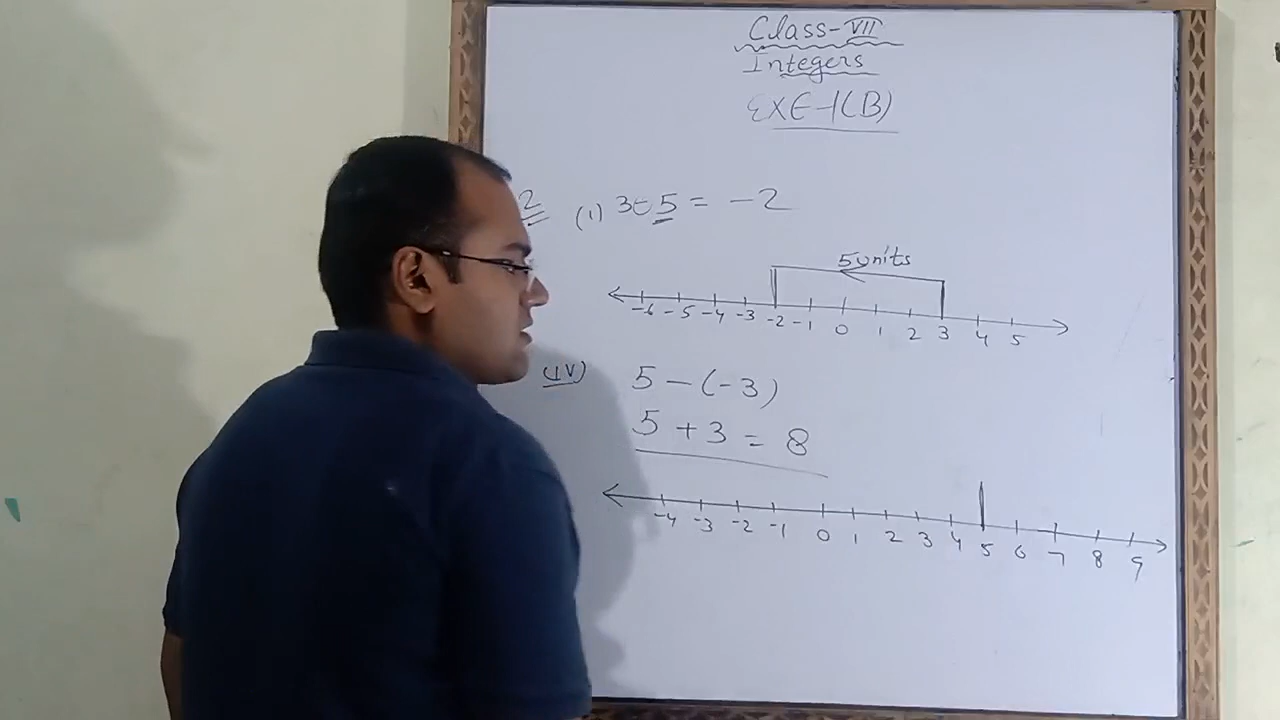 Class-VII
Integers
EXE-1(B)
2 (i) 3-5 = -2
5 units
-6 -5 -4 -3 -2 -1 0 1 2 3 4 5
(iv) 5 - (-3)
5 + 3 = 8
-4 -3 -2 -1 0 1 2 3 4 5 6 7 8 9